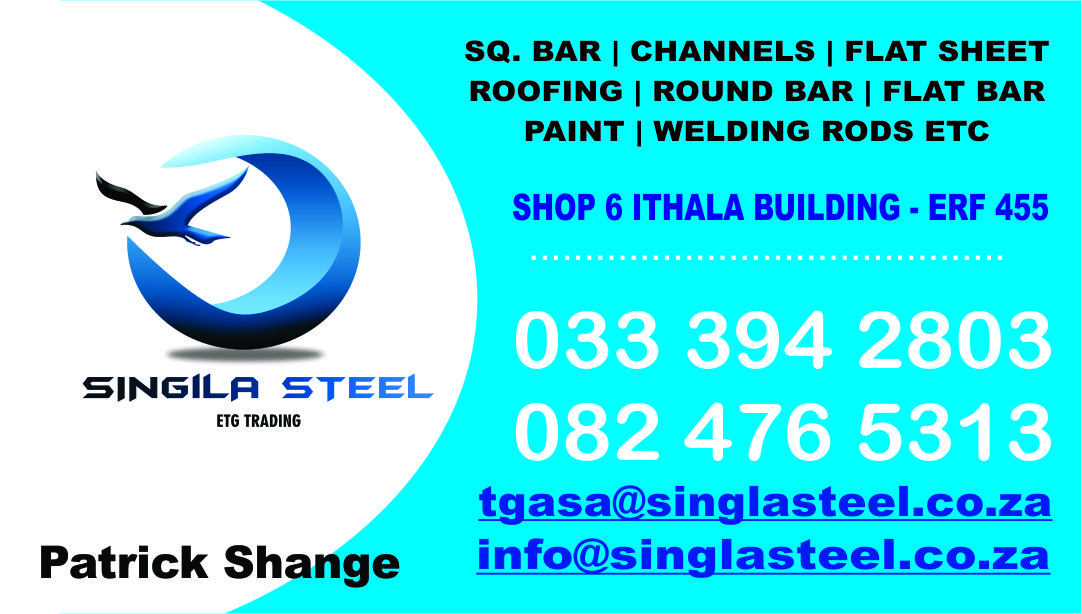 SQ. BAR | CHANNELS | FLAT SHEET
ROOFING | ROUND BAR | FLAT BAR
PAINT | WELDING RODS ETC
SHOP 6 ITHALA BUILDING - ERF 455
033 394 2803
082 476 5313
tgasa@singlasteel.co.za
info@singlasteel.co.za
SINGILA STEEL
ETG TRADING
Patrick Shange